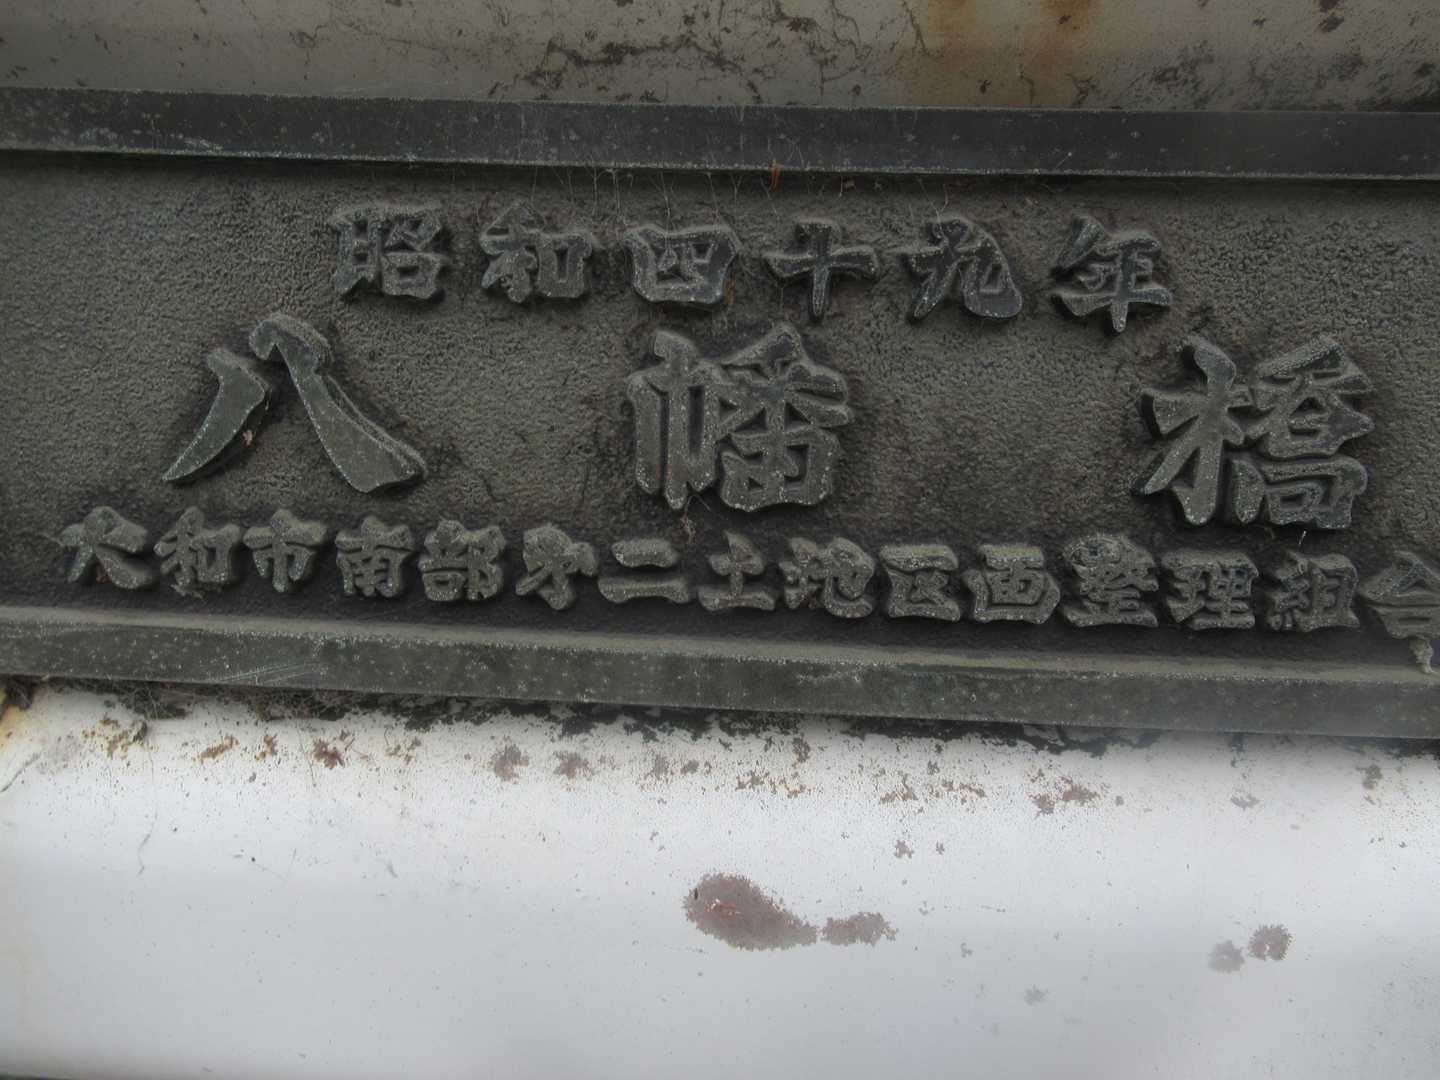 昭和四十九年
八幡橋
大和市南部第二土地区画整理組合